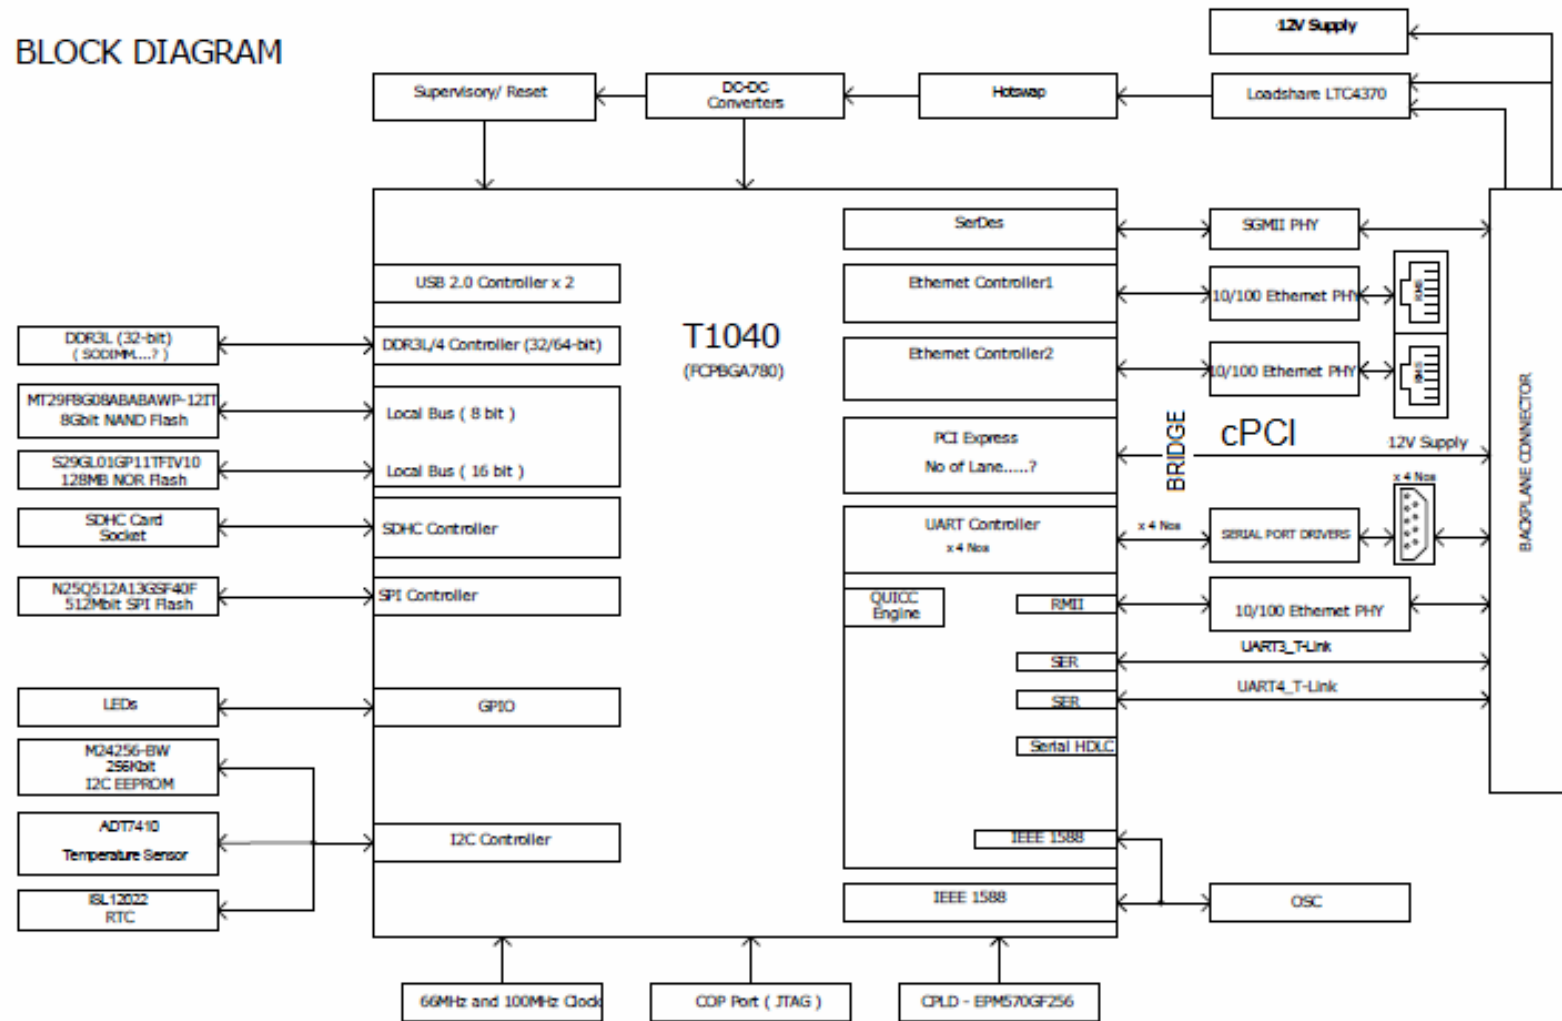 BLOCK DIAGRAM
12V Supply
Supervisory/ Reset
DC-DC
Converters
Hotswap
Loadshare LTC4370
SerDes
SGMII PHY
USB 2.0 Controller x 2
Ethernet Controller1
10/100 Ethernet PHY
RJ45
DDR3L (32-bit)
( SODIMM....? )
DDR3L/4 Controller (32/64-bit)
T1040
(FCPBGA780)
Ethernet Controller2
10/100 Ethernet PHY
RJ45
MT29F8G08ABABAWP-12IT
8Gbit NAND Flash
Local Bus ( 8 bit )
S29GL01GP11TFIV10
128MB NOR Flash
Local Bus ( 16 bit )
PCI Express
No of Lane.....?
BRIDGE
cPCI
12V Supply
BACKPLANE CONNECTOR
SDHC Card
Socket
SDHC Controller
UART Controller
x 4 Nos
x 4 Nos
SERIAL PORT DRIVERS
x 4 Nos
N25Q512A13GSF40F
512Mbit SPI Flash
SPI Controller
QUICC
Engine
RMII
10/100 Ethernet PHY
SER
UART3_T-Link
SER
UART4_T-Link
LEDs
GPIO
Serial HDLC
M24256-BW
256Kbit
I2C EEPROM
ADT7410
Temperature Sensor
I2C Controller
IEEE 1588
ISL12022
RTC
IEEE 1588
OSC
66MHz and 100MHz Clock
COP Port ( JTAG )
CPLD - EPM570GF256